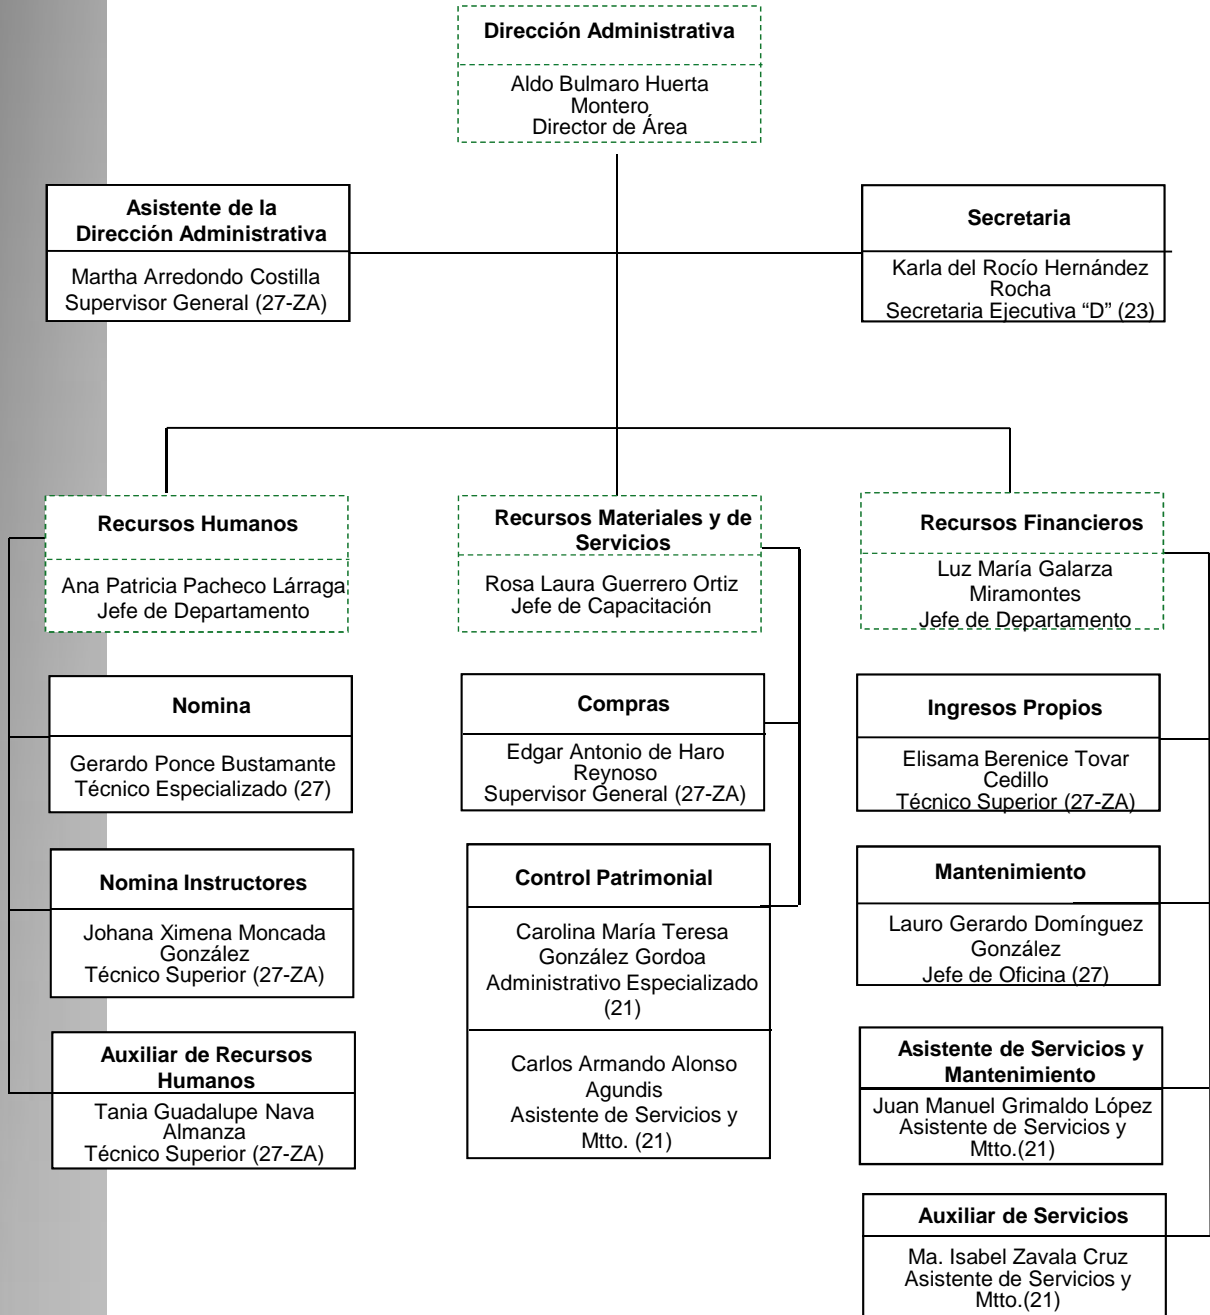 Dirección Administrativa
Aldo Bulmaro Huerta
Montero
Director de Área
Asistente de la
Dirección Administrativa
Martha Arredondo Costilla
Supervisor General (27-ZA)
Secretaria
Karla del Rocío Hernández
Rocha
Secretaria Ejecutiva “D” (23)
Recursos Humanos
Ana Patricia Pacheco Lárraga
Jefe de Departamento
Nomina
Gerardo Ponce Bustamante
Técnico Especializado (27)
Nomina Instructores
Johana Ximena Moncada
González
Técnico Superior (27-ZA)
Auxiliar de Recursos
Humanos
Tania Guadalupe Nava
Almanza
Técnico Superior (27-ZA)
Recursos Materiales y de
Servicios
Rosa Laura Guerrero Ortiz
Jefe de Capacitación
Compras
Edgar Antonio de Haro
Reynoso
Supervisor General (27-ZA)
Control Patrimonial
Carolina María Teresa
González Gordoa
Administrativo Especializado
(21)
Carlos Armando Alonso
Agundis
Asistente de Servicios y
Mtto. (21)
Recursos Financieros
Luz María Galarza
Miramontes
Jefe de Departamento
Ingresos Propios
Elisama Berenice Tovar
Cedillo
Técnico Superior (27-ZA)
Mantenimiento
Lauro Gerardo Domínguez
González
Jefe de Oficina (27)
Asistente de Servicios y
Mantenimiento
Juan Manuel Grimaldo López
Asistente de Servicios y
Mtto.(21)
Auxiliar de Servicios
Ma. Isabel Zavala Cruz
Asistente de Servicios y
Mtto.(21)